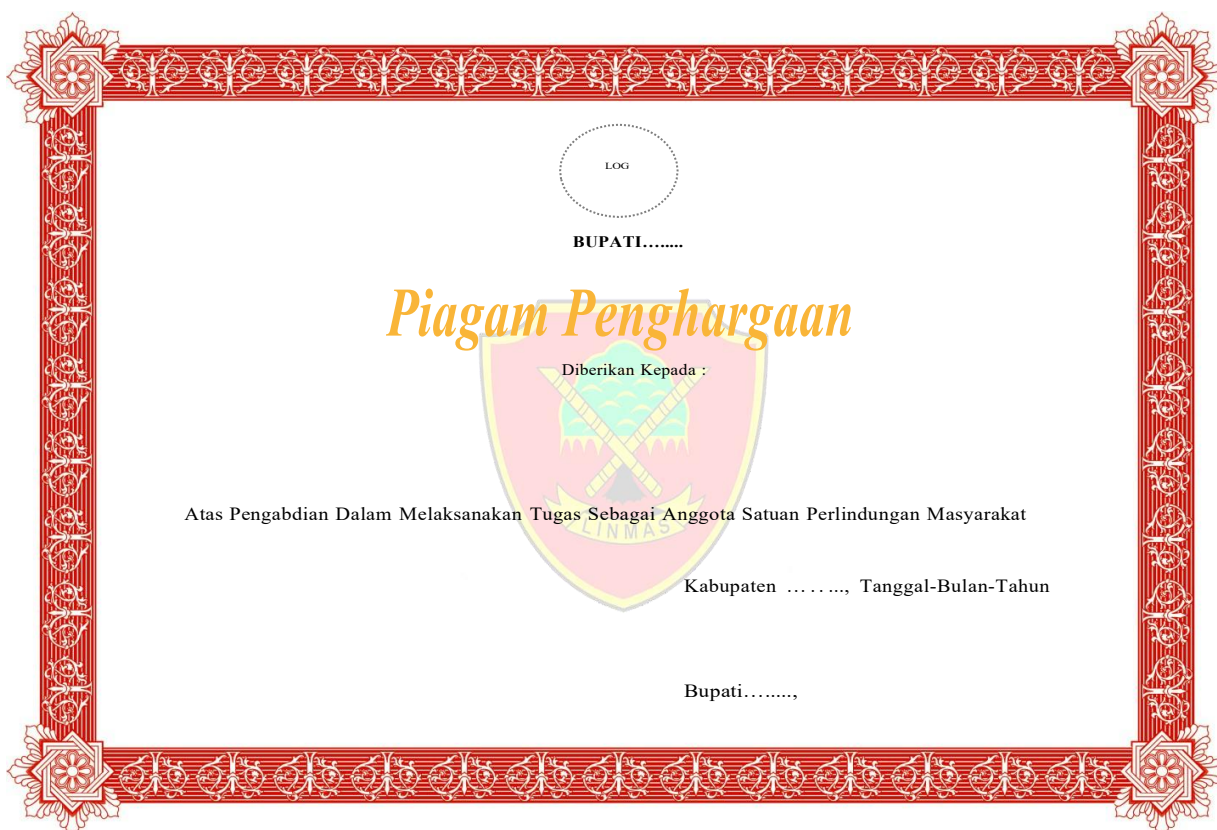 LOG
BUPATI….....
Piagam Penghargaan
Diberikan Kepada :
Atas Pengabdian Dalam Melaksanakan Tugas Sebagai Anggota Satuan Perlindungan Masyarakat
LINMAS
Kabupaten ….. ..., Tanggal-Bulan-Tahun
Bupati….....,